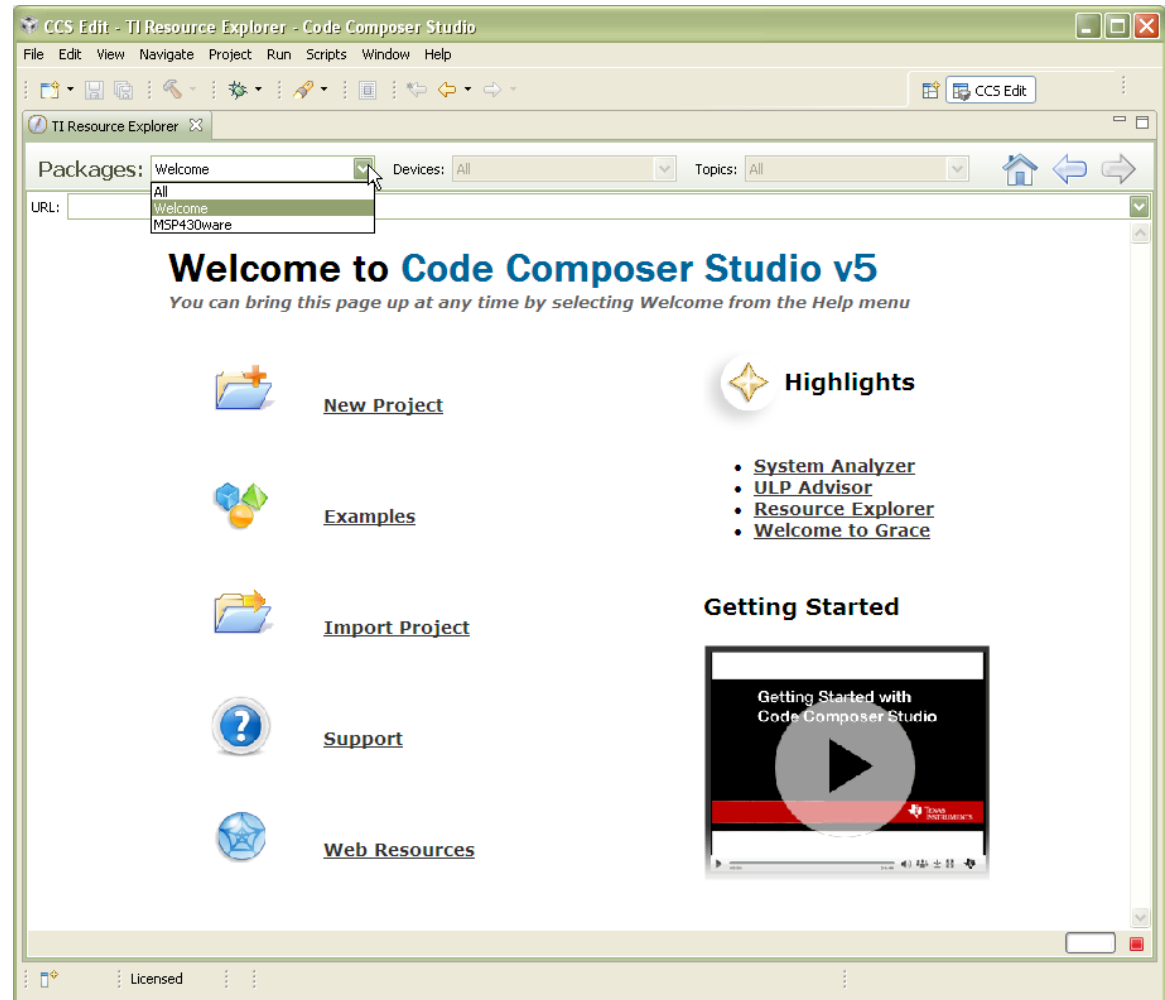 CCS Edit - TI Resource Explorer - Code Composer Studio
File Edit View Navigate Project Run Scripts Window Help
CCS Edit
TI Resource Explorer
Packages: Welcome Devices: All Topics: All
All
URL: Welcome
MSP430ware
Welcome to Code Composer Studio v5
You can bring this page up at any time by selecting Welcome from the Help menu
New Project
Examples
Import Project
Support
Web Resources
Highlights
• System Analyzer
• ULP Advisor
• Resource Explorer
• Welcome to Grace
Getting Started
Getting Started with
Code Composer Studio
Texas
Instruments
Licensed